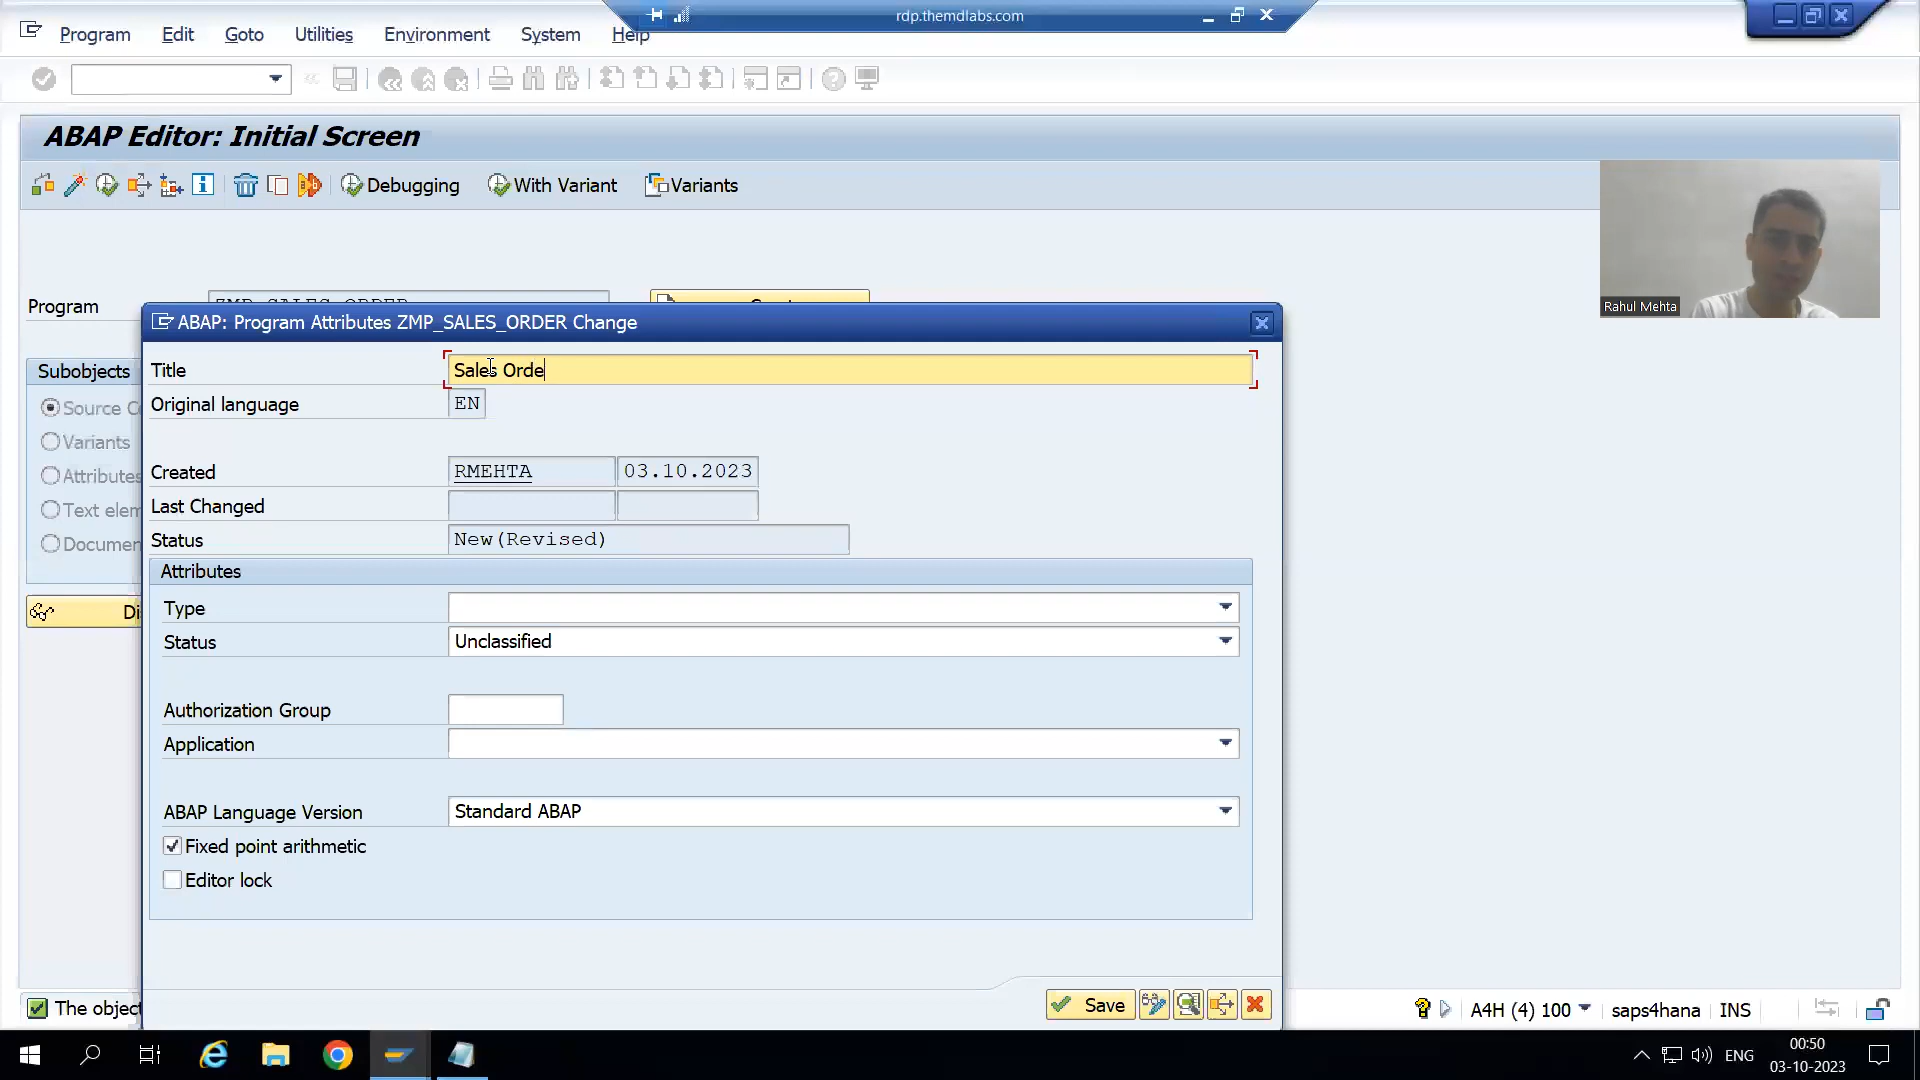 rdp.themdlabs.com
Program Edit Goto Utilities Environment System Help
ABAP Editor: Initial Screen
Debugging With Variant Variants
Rahul Mehta
Program ZMP_SALES_ORDER
ABAP: Program Attributes ZMP_SALES_ORDER Change
Title Sales Orde
Subobjects
Original language EN
Source C
Variants
Created RMEHTA 03.10.2023
Attributes
Last Changed
Text elem
Status New(Revised)
Documen
Attributes
Type
Di
Status Unclassified
Authorization Group
Application
ABAP Language Version Standard ABAP
Fixed point arithmetic
Editor lock
Save
The object
A4H (4) 100 saps4hana INS
ENG
00:50
03-10-2023